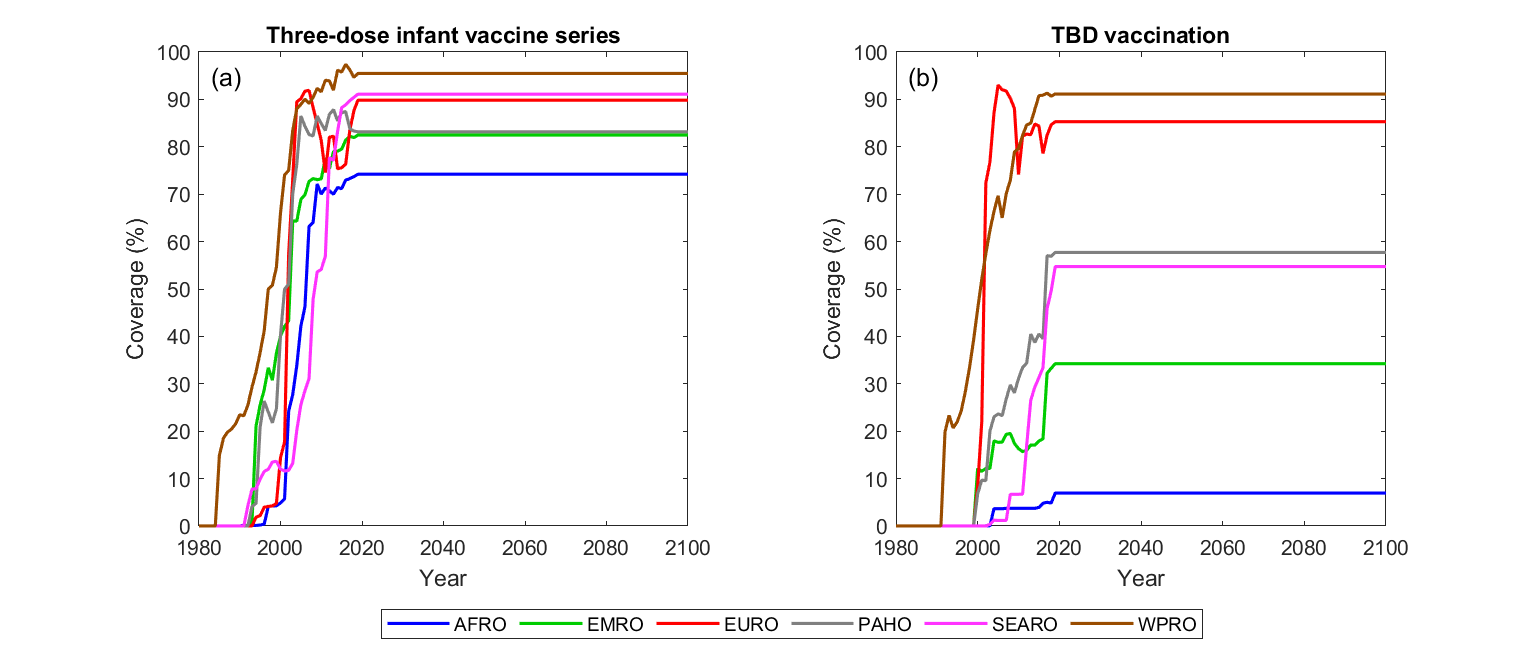 Three-dose infant vaccine series
(a)
100
90
80
70
60
50
40
30
20
10
0
Coverage (%)
1980 2000 2020 2040 2060 2080 2100
Year
TBD vaccination
(b)
100
90
80
70
60
50
40
30
20
10
0
Coverage (%)
1980 2000 2020 2040 2060 2080 2100
Year
AFRO EMRO EURO PAHO SEARO WPRO